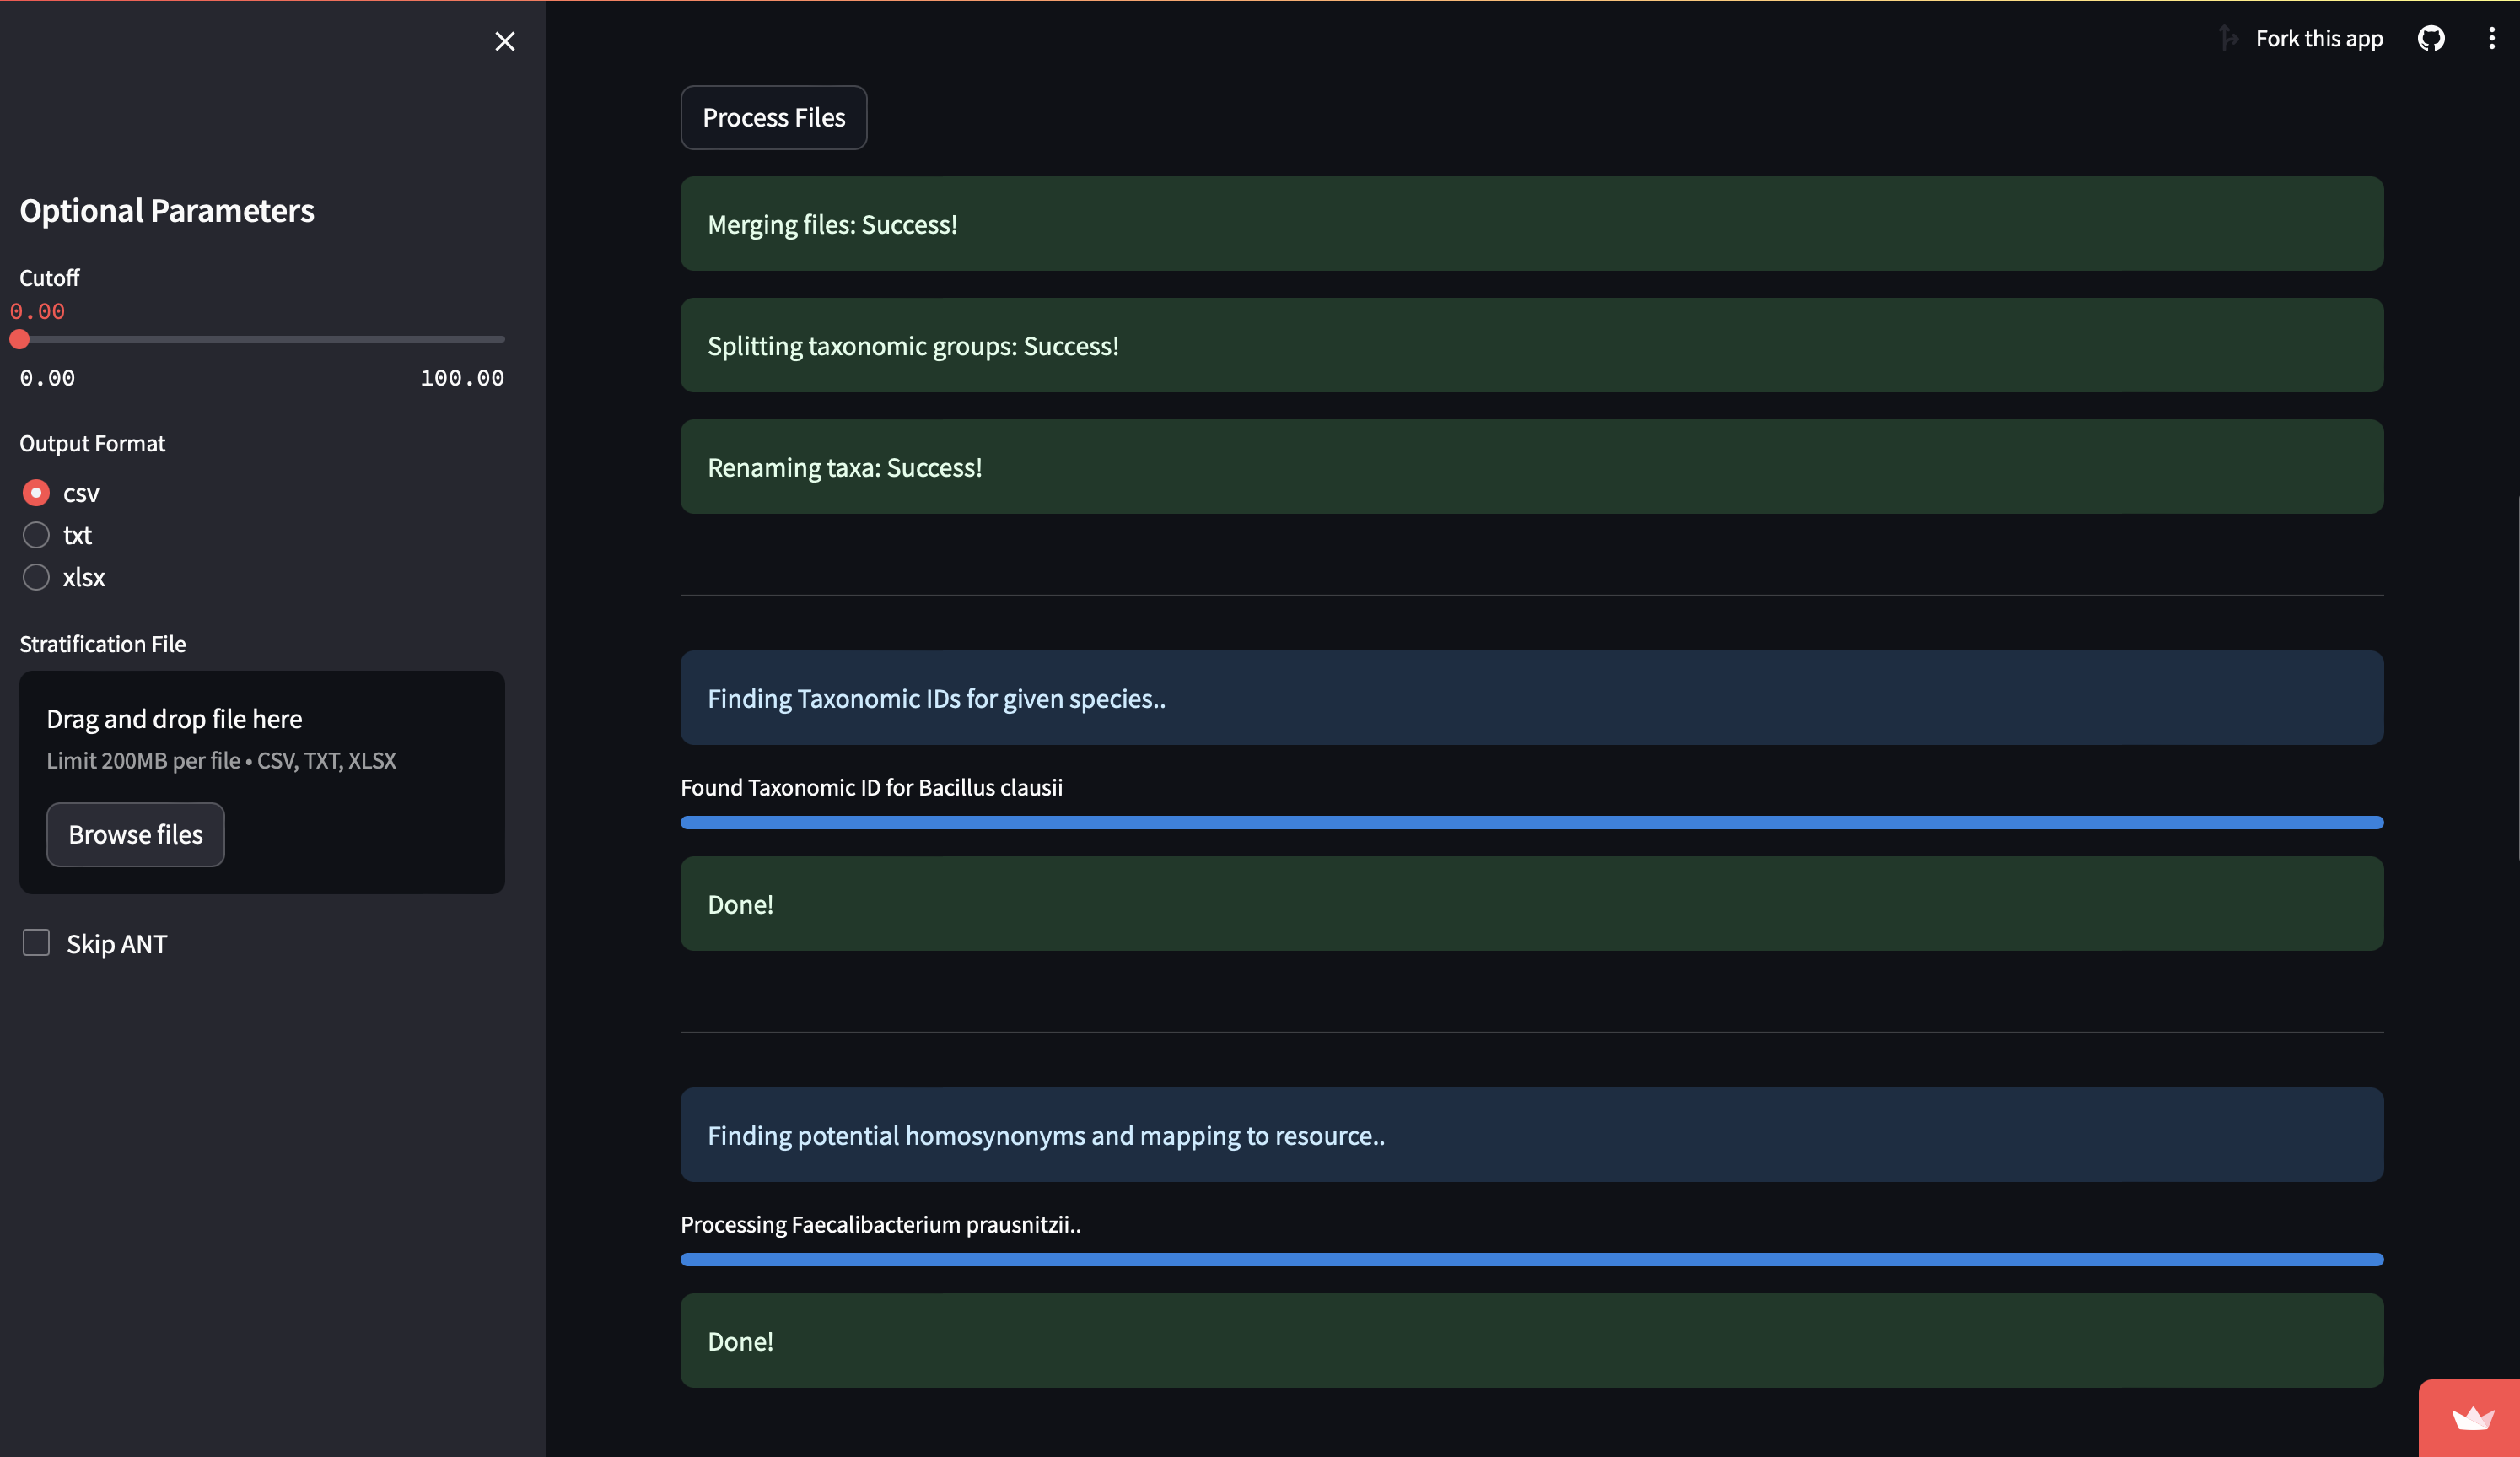 Fork this app
Optional Parameters
Cutoff
0.00
0.00 100.00
Output Format
csv
txt
xlsx
Stratification File
Drag and drop file here
Limit 200MB per file • CSV, TXT, XLSX
Browse files
Skip ANT
Process Files
Merging files: Success!
Splitting taxonomic groups: Success!
Renaming taxa: Success!
Finding Taxonomic IDs for given species..
Found Taxonomic ID for Bacillus clausii
Done!
Finding potential homosynonyms and mapping to resource..
Processing Faecalibacterium prausnitzii..
Done!